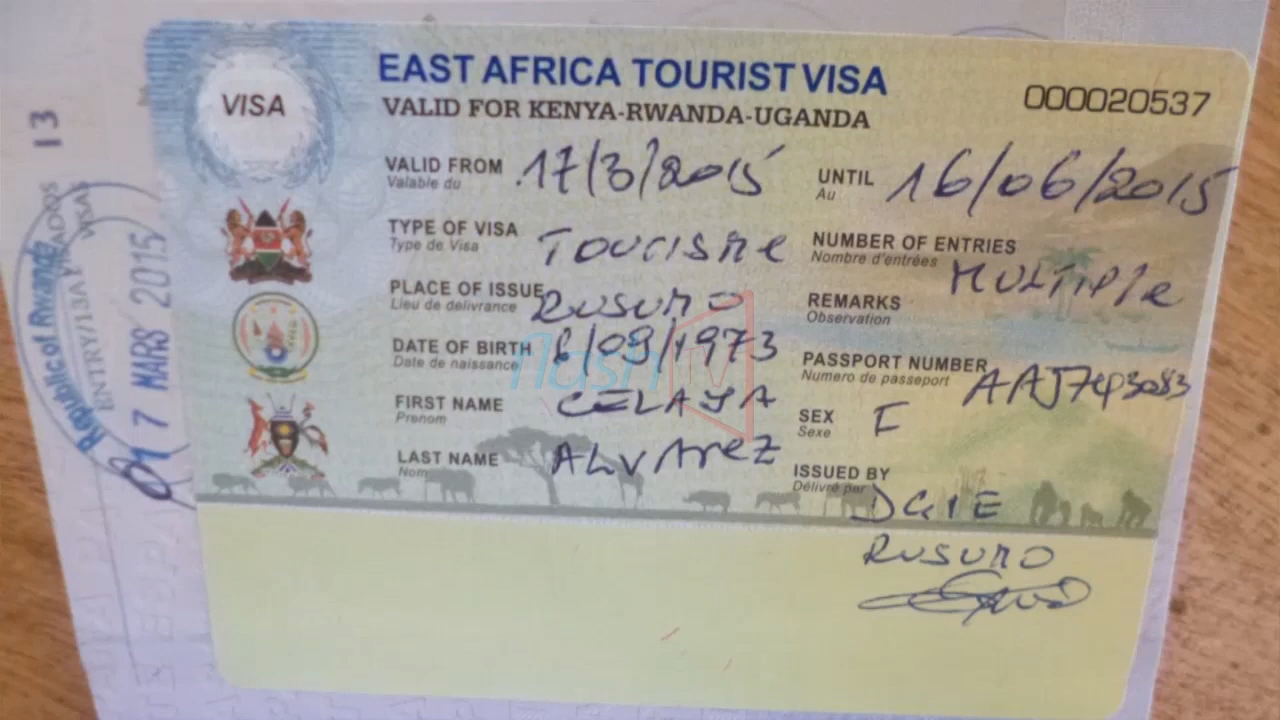 EAST AFRICA TOURIST VISA
VISA
VALID FOR KENYA-RWANDA-UGANDA
000020537
VALID FROM 17/3/2015 UNTIL 16/06/2015
Valable du Au
TYPE OF VISA Tourisme NUMBER OF ENTRIES
Type de Visa Nombre d'entrées Multiple
PLACE OF ISSUE Rusumo REMARKS
Lieu de delivrance Observation
DATE OF BIRTH 6/09/1973 PASSPORT NUMBER
Date de naissance Numero de passeport
FIRST NAME CELAYA SEX F
Prenom Sexe
LAST NAME ALVAREZ ISSUED BY
Nom Délivré par DGIE
RUSUMO
13
Republic of Rwanda
VISAS
17 MARS 2015
flash TV